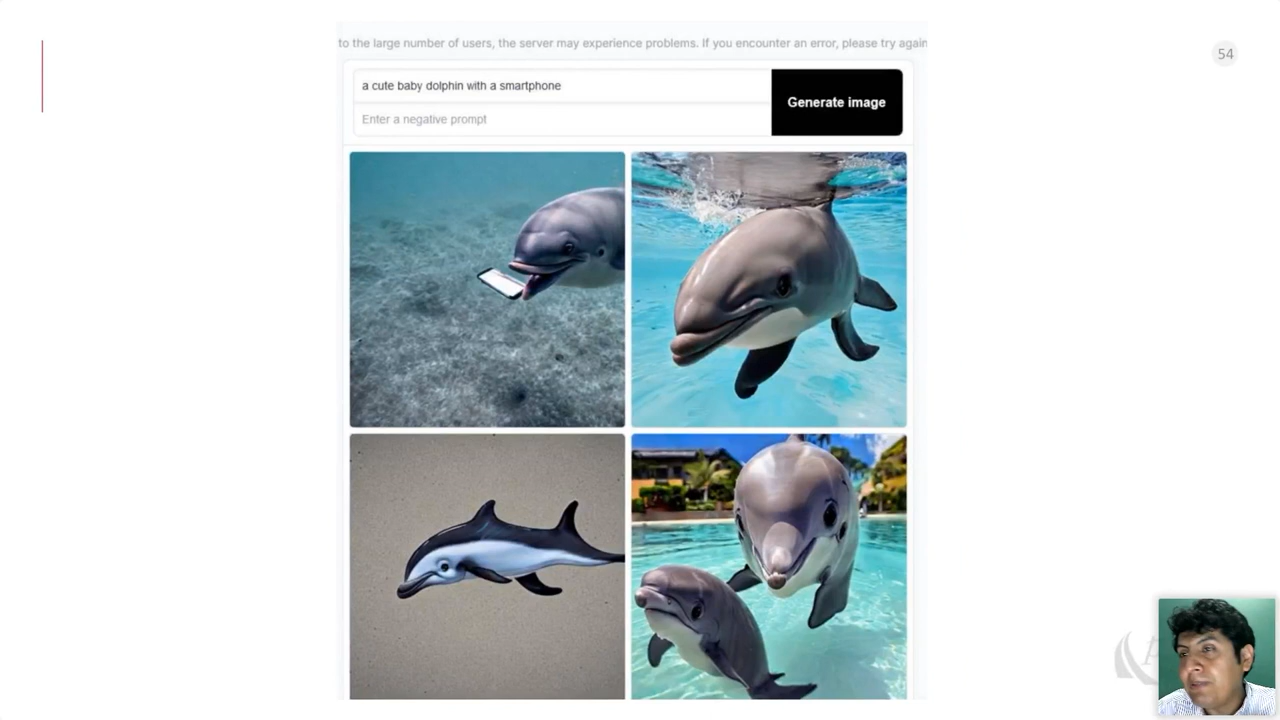 54
to the large number of users, the server may experience problems. If you encounter an error, please try again
a cute baby dolphin with a smartphone
Generate image
Enter a negative prompt